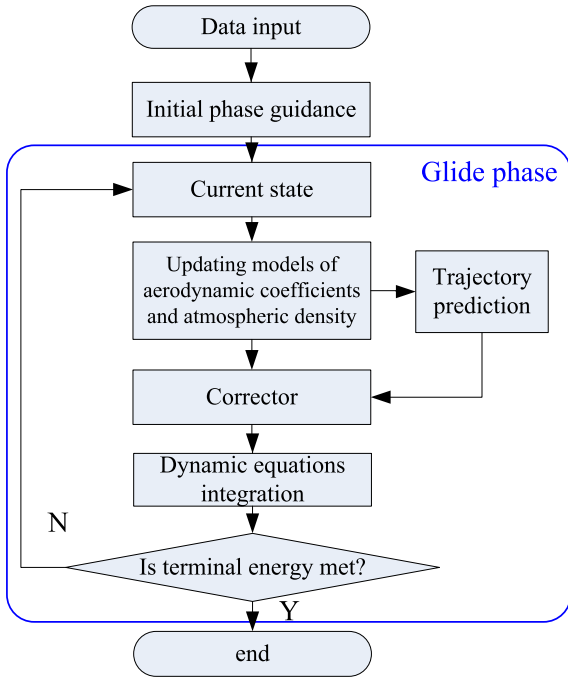 Data input
Initial phase guidance
Glide phase
Current state
Updating models of
aerodynamic coefficients
and atmospheric density
Trajectory
prediction
Corrector
Dynamic equations
integration
N
Is terminal energy met?
Y
end